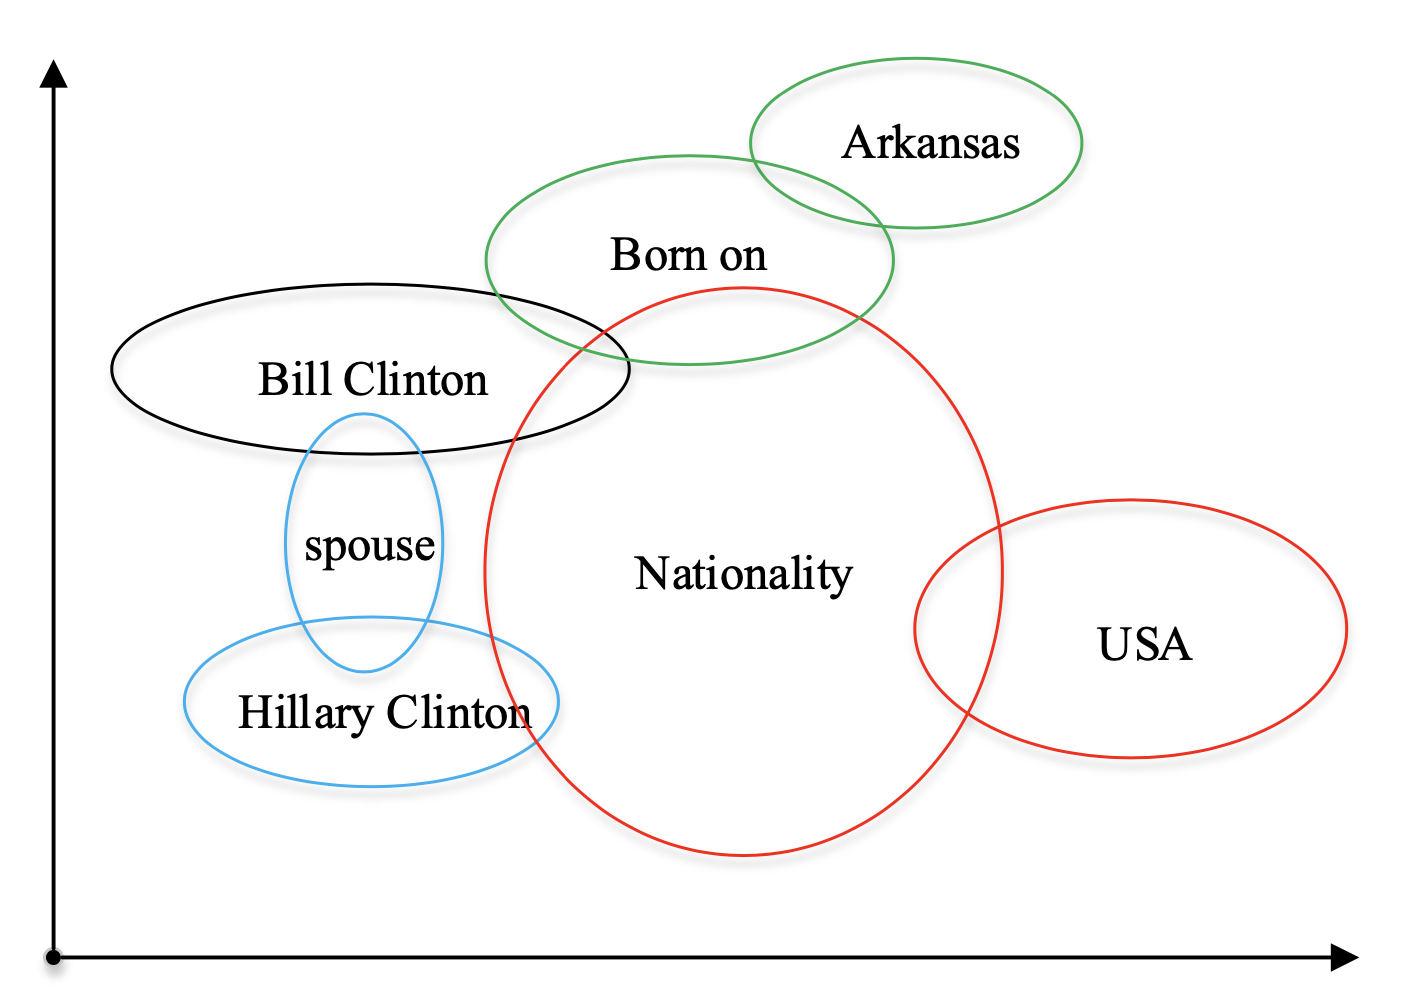 Arkansas
Born on
Bill Clinton
spouse
Nationality
USA
Hillary Clinton